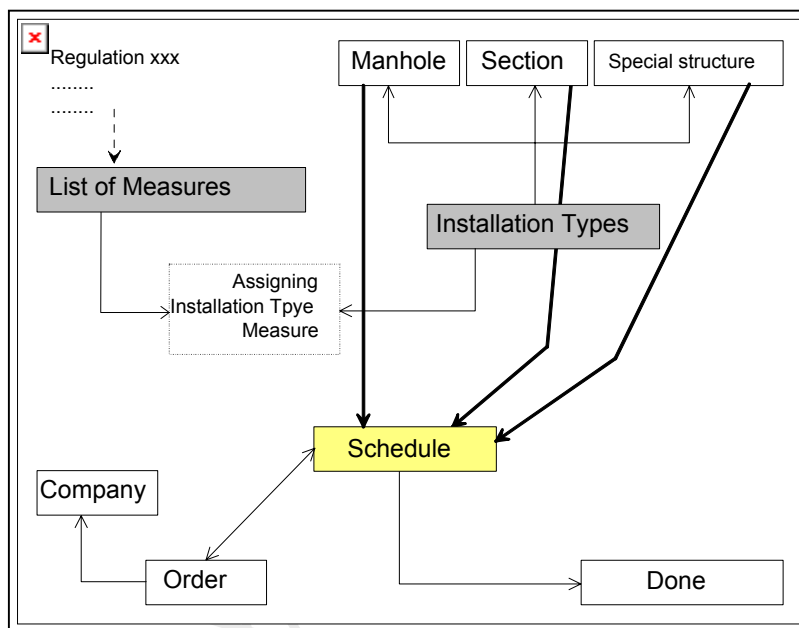 Regulation xxx
........
........
Manhole
Section
Special structure
List of Measures
Installation Types
Assigning
Installation Tpye
Measure
Schedule
Company
Order
Done